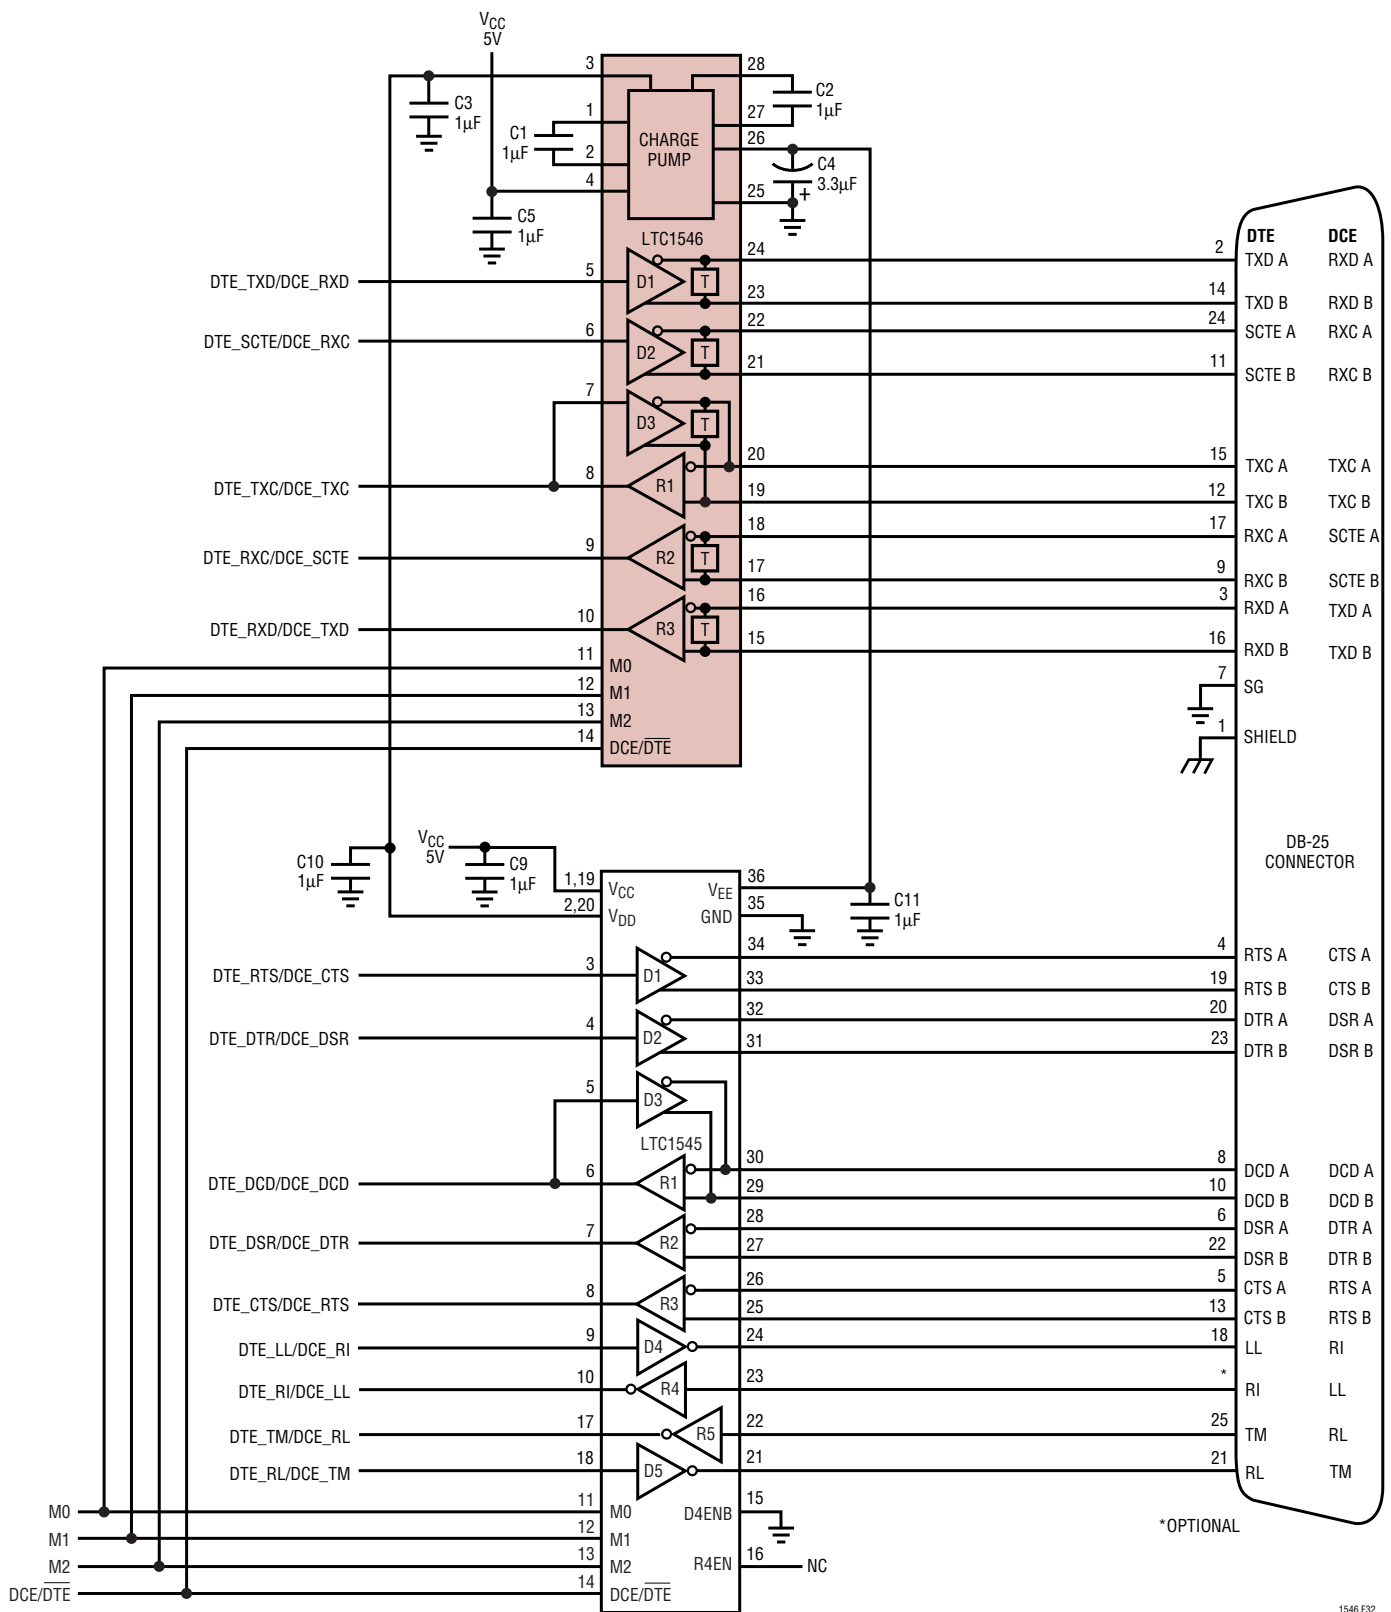 VCC
5V
3
28
C3
1µF
C2
1µF
1
27
C1
1µF
CHARGE
PUMP
26
2
C4
3.3µF
4
25
+
C5
1µF
LTC1546
DTE
DCE
DTE_TXD/DCE_RXD
5
D1
T
24
2
TXD A
RXD A
23
14
TXD B
RXD B
DTE_SCTE/DCE_RXC
6
D2
T
22
24
SCTE A
RXC A
21
11
SCTE B
RXC B
7
D3
T
DTE_TXC/DCE_TXC
8
R1
20
15
TXC A
TXC A
19
12
TXC B
TXC B
DTE_RXC/DCE_SCTE
9
R2
T
18
17
RXC A
SCTE A
17
9
RXC B
SCTE B
DTE_RXD/DCE_TXD
10
R3
T
16
3
RXD A
TXD A
15
16
RXD B
TXD B
11
M0
7
SG
12
M1
13
M2
1
SHIELD
14
DCE/DTE
DB-25
CONNECTOR
C10
1µF
VCC
5V
C9
1µF
1,19
VCC
VEE
36
2,20
VDD
GND
35
C11
1µF
DTE_RTS/DCE_CTS
3
D1
34
4
RTS A
CTS A
33
19
RTS B
CTS B
DTE_DTR/DCE_DSR
4
D2
32
20
DTR A
DSR A
31
23
DTR B
DSR B
5
D3
LTC1545
DTE_DCD/DCE_DCD
6
R1
30
8
DCD A
DCD A
29
10
DCD B
DCD B
DTE_DSR/DCE_DTR
7
R2
28
6
DSR A
DTR A
27
22
DSR B
DTR B
DTE_CTS/DCE_RTS
8
R3
26
5
CTS A
RTS A
25
13
CTS B
RTS B
DTE_LL/DCE_RI
9
D4
24
18
LL
RI
DTE_RI/DCE_LL
10
R4
23
*
RI
LL
DTE_TM/DCE_RL
17
R5
22
25
TM
RL
DTE_RL/DCE_TM
18
D5
21
21
RL
TM
M0
11
M0
D4ENB
15
*OPTIONAL
M1
12
M1
M2
13
M2
R4EN
16
NC
DCE/DTE
14
DCE/DTE
1546 F32